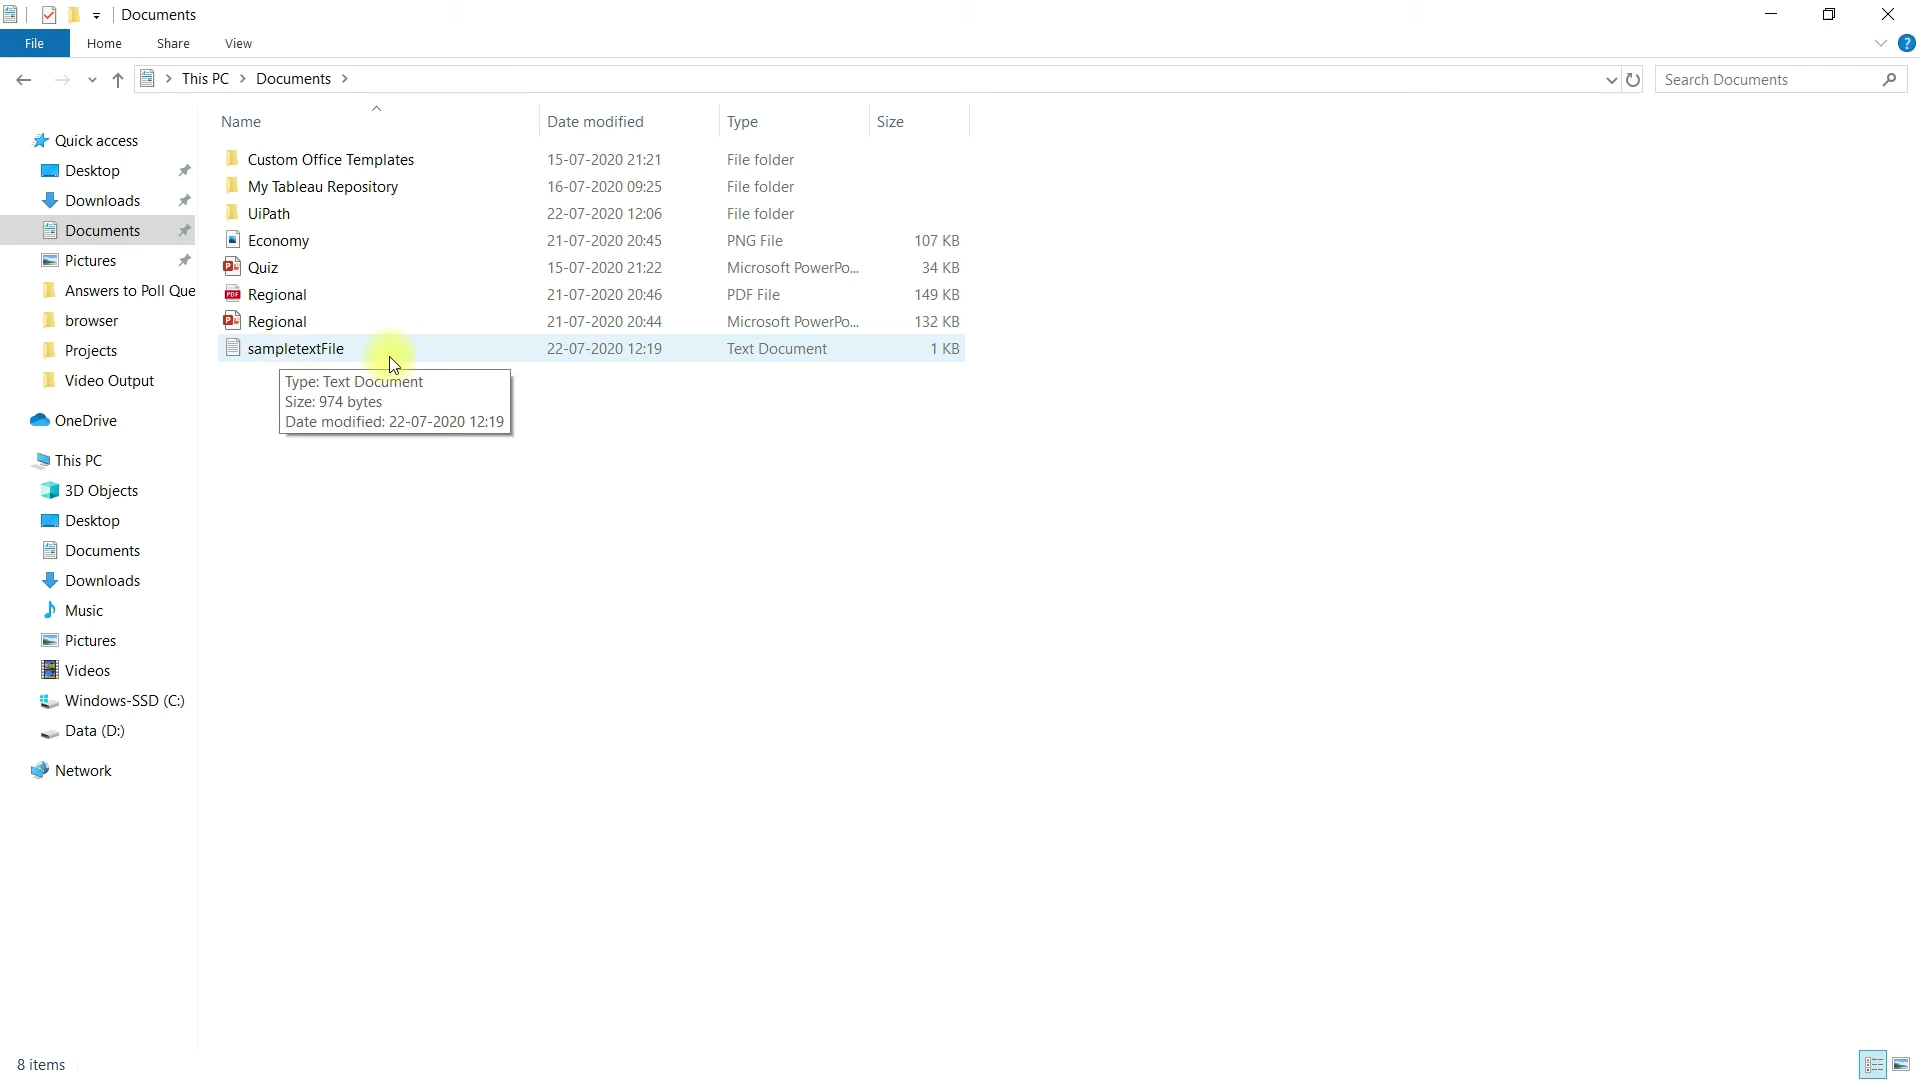 Documents
File Home Share View
This PC > Documents >
Search Documents
Name Date modified Type Size
Quick access
Desktop
Downloads
Documents
Pictures
Answers to Poll Que
browser
Projects
Video Output
OneDrive
This PC
3D Objects
Desktop
Documents
Downloads
Music
Pictures
Videos
Windows-SSD (C:)
Data (D:)
Network
Custom Office Templates 15-07-2020 21:21 File folder
My Tableau Repository 16-07-2020 09:25 File folder
UiPath 22-07-2020 12:06 File folder
Economy 21-07-2020 20:45 PNG File 107 KB
Quiz 15-07-2020 21:22 Microsoft PowerPo... 34 KB
Regional 21-07-2020 20:46 PDF File 149 KB
Regional 21-07-2020 20:44 Microsoft PowerPo... 132 KB
sampletextFile 22-07-2020 12:19 Text Document 1 KB
Type: Text Document
Size: 974 bytes
Date modified: 22-07-2020 12:19
8 items